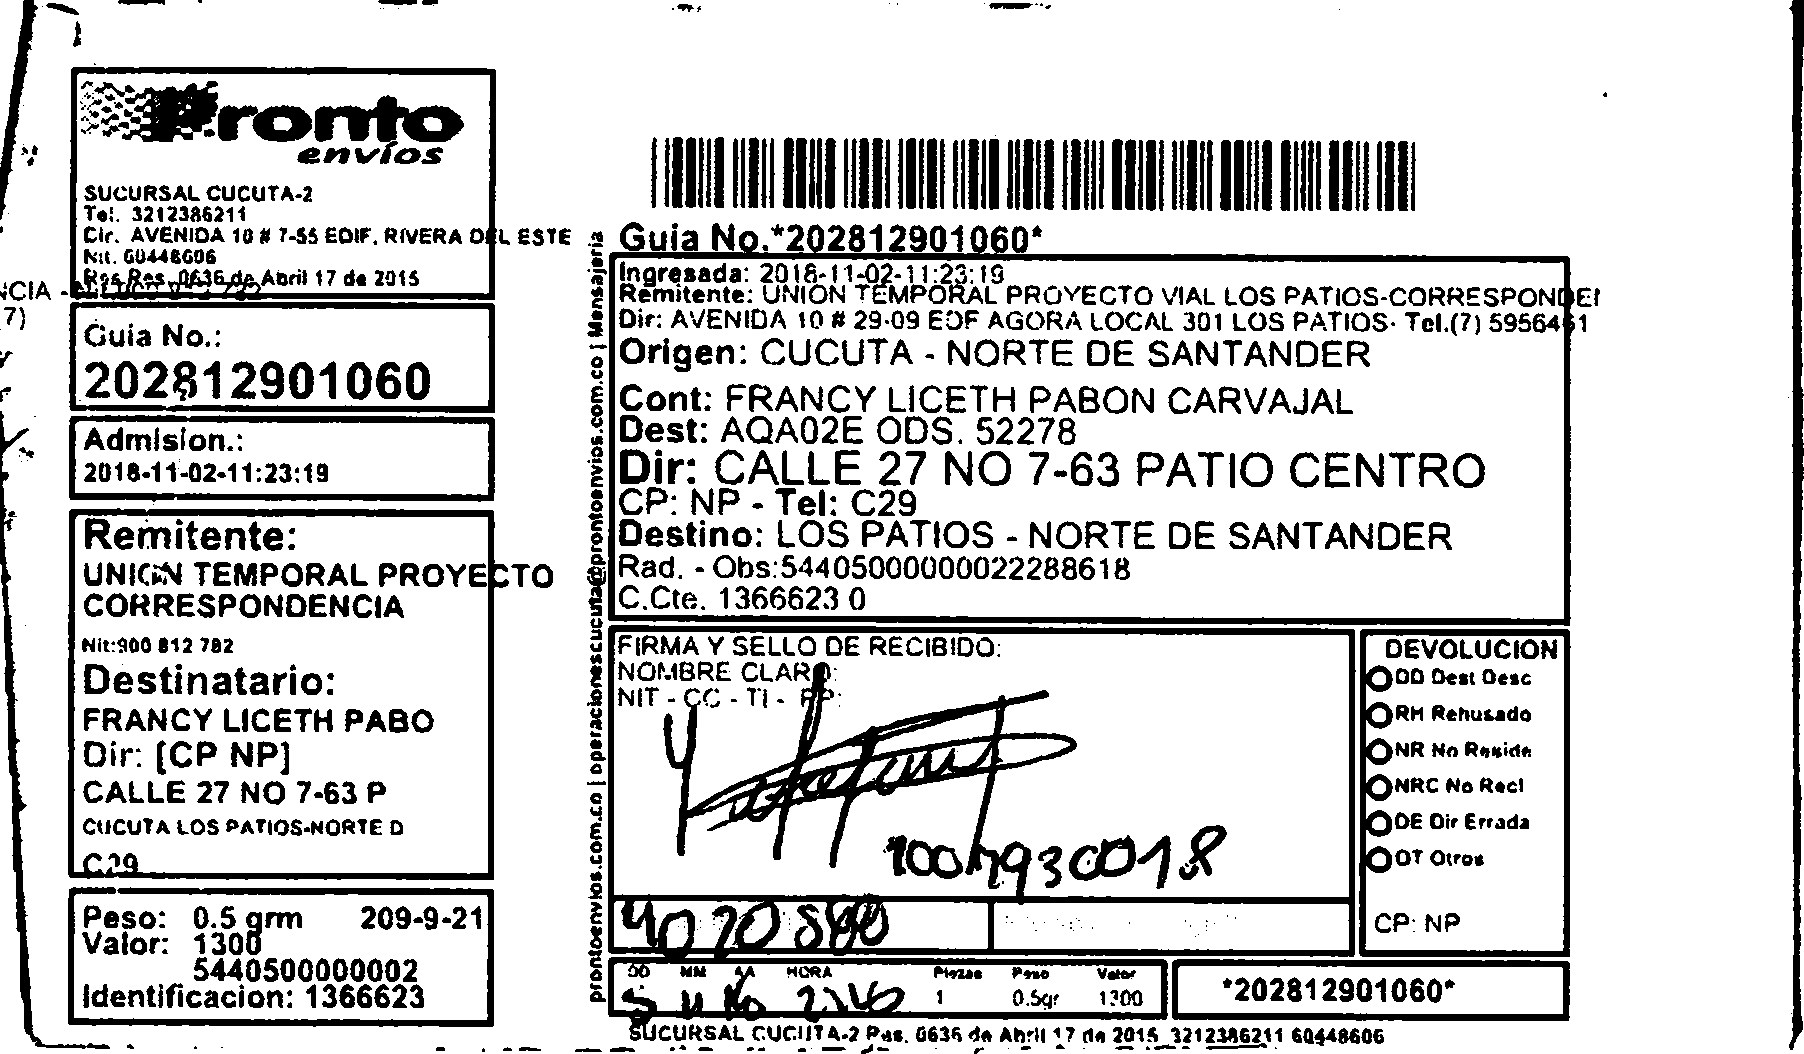 Pronto
envíos
SUCURSAL CUCUTA-2
Tel. 3212386211
Cir. AVENIDA 10 # 7-55 EDIF. RIVERA DEL ESTE
Nit. 60448606
Res Res. 0636 de Abril 17 de 2015
NCIA -
7)
Guia No.:
202812901060
Admision.:
2018-11-02-11:23:19
Remitente:
UNION TEMPORAL PROYECTO
CORRESPONDENCIA
Nit:900 812 782
Destinatario:
FRANCY LICETH PABO
Dir: [CP NP]
CALLE 27 NO 7-63 P
CUCUTA LOS PATIOS-NORTE D
C29
Peso: 0.5 grm 209-9-21
Valor: 1300
5440500000002
Identificacion: 1366623
prontoenvios.com.co | operacionescucuta@prontoenvios.com.co | Mensajeria
Guia No.*202812901060*
Ingresada: 2018-11-02-11:23:19
Remitente: UNION TEMPORAL PROYECTO VIAL LOS PATIOS-CORRESPONDEN
Dir: AVENIDA 10 # 29-09 EDF AGORA LOCAL 301 LOS PATIOS- Tel.(7) 5956461
Origen: CUCUTA - NORTE DE SANTANDER
Cont: FRANCY LICETH PABON CARVAJAL
Dest: AQA02E ODS. 52278
Dir: CALLE 27 NO 7-63 PATIO CENTRO
CP: NP - Tel: C29
Destino: LOS PATIOS - NORTE DE SANTANDER
Rad. - Obs:54405000000022288618
C.Cte. 1366623 0
FIRMA Y SELLO DE RECIBIDO:
NOMBRE CLARO:
NIT - CC - TI - PP:
DEVOLUCION
DD Dest Desc
RH Rehusado
NR No Reside
NRC No Recl
DE Dir Errada
OT Otros
CP: NP
DD MM AA HORA Piezas Peso Valor
1 0.5gr 1300
*202812901060*
SUCURSAL CUCUTA-2 Res. 0636 de Abril 17 de 2015 3212386211 60448606